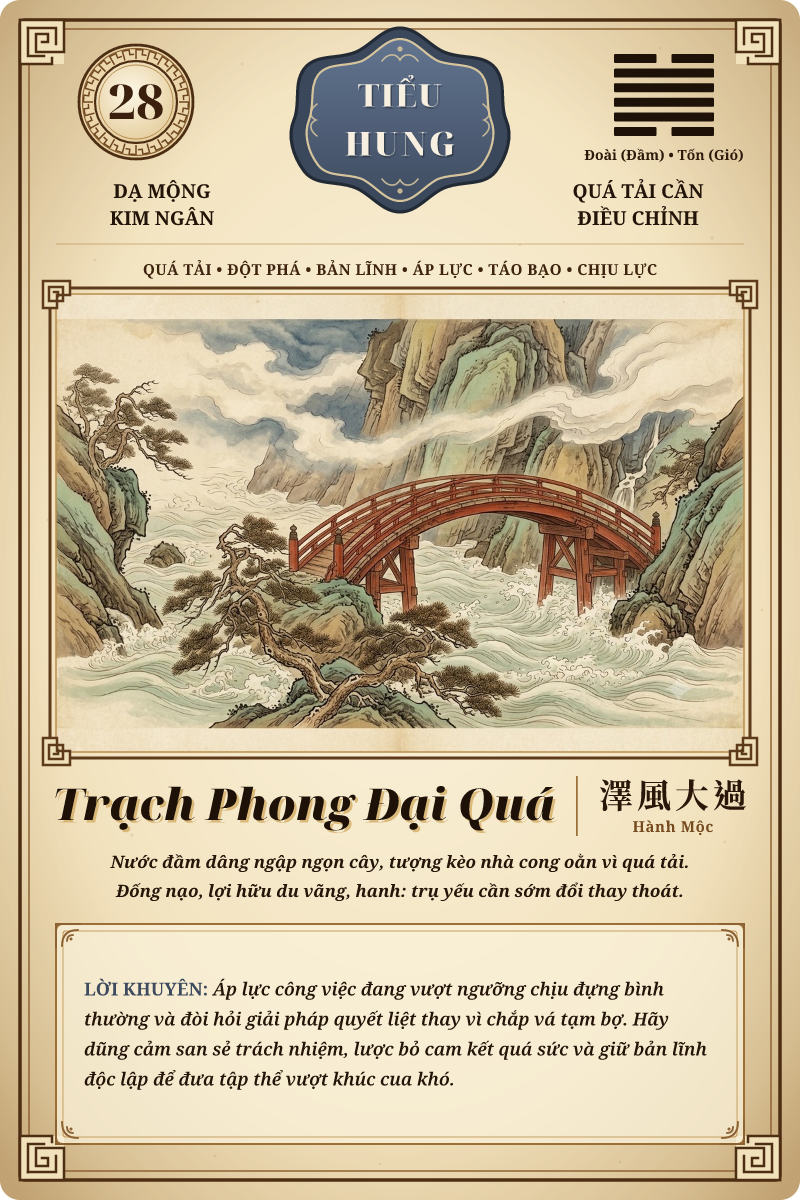 28
TIỂU
HUNG
Đoài (Đầm) • Tốn (Gió)
DẠ MỘNG
KIM NGÂN
QUÁ TẢI CẦN
ĐIỀU CHỈNH
QUÁ TẢI • ĐỘT PHÁ • BẢN LĨNH • ÁP LỰC • TÁO BẠO • CHỊU LỰC
Trạch Phong Đại Quá
澤風大過
Hành Mộc
Nước đầm dâng ngập ngọn cây, tượng kèo nhà cong oằn vì quá tải.
Đống nạo, lợi hữu du vãng, hanh: trụ yếu cần sớm đổi thay thoát.
LỜI KHUYÊN: Áp lực công việc đang vượt ngưỡng chịu đựng bình
thường và đòi hỏi giải pháp quyết liệt thay vì chắp vá tạm bợ. Hãy
dũng cảm san sẻ trách nhiệm, lược bỏ cam kết quá sức và giữ bản lĩnh
độc lập để đưa tập thể vượt khúc cua khó.